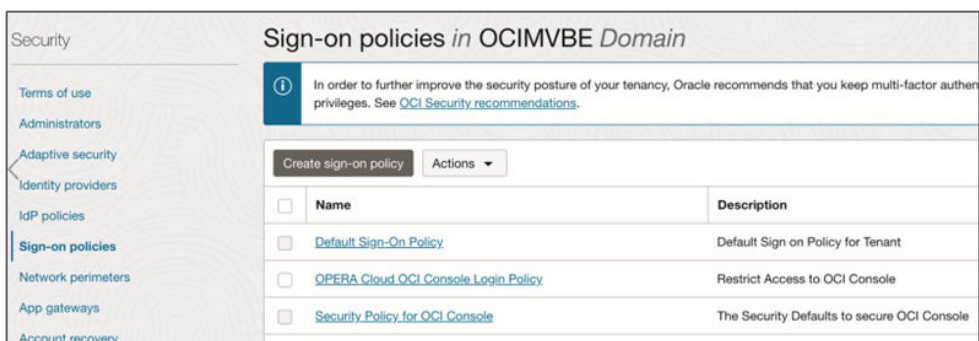 Security
Terms of use
Administrators
Adaptive security
Identity providers
IdP policies
Sign-on policies
Network perimeters
App gateways
Account recovery
Sign-on policies in OCIMVBE Domain
In order to further improve the security posture of your tenancy, Oracle recommends that you keep multi-factor authen
privileges. See OCI Security recommendations.
Create sign-on policy Actions
Name Description
Default Sign-On Policy Default Sign on Policy for Tenant
OPERA Cloud OCI Console Login Policy Restrict Access to OCI Console
Security Policy for OCI Console The Security Defaults to secure OCI Console